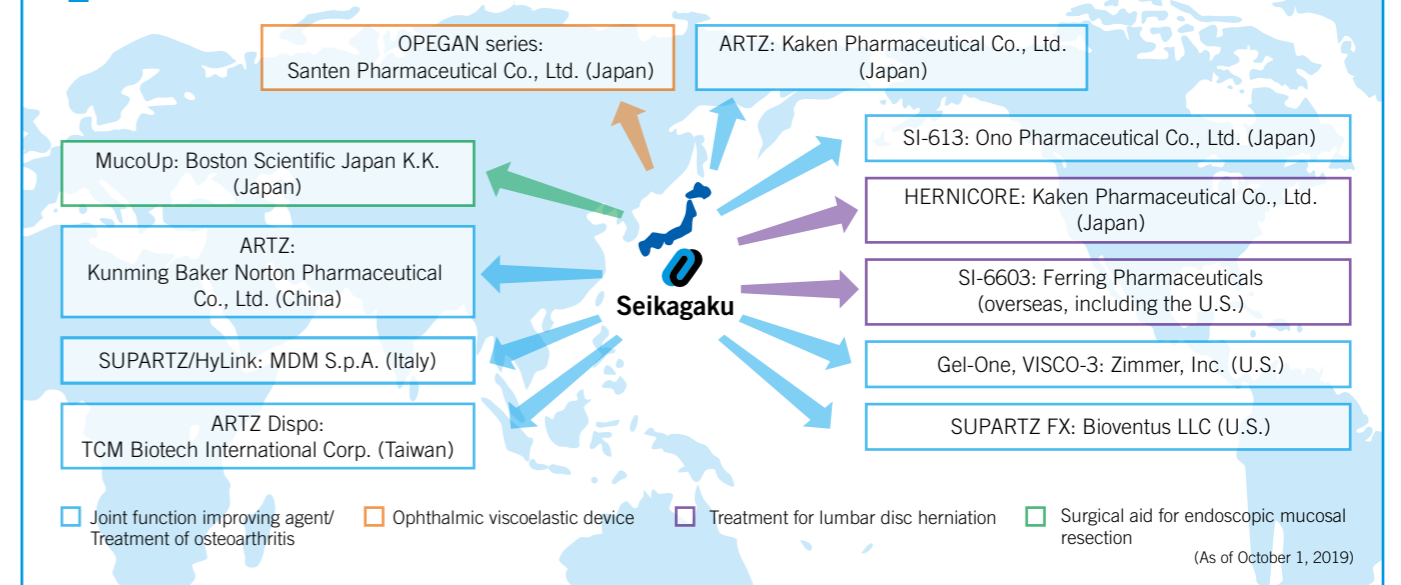 OPEGAN series:
Santen Pharmaceutical Co., Ltd. (Japan)
ARTZ: Kaken Pharmaceutical Co., Ltd.
(Japan)
MucoUp: Boston Scientific Japan K.K.
(Japan)
ARTZ:
Kunming Baker Norton Pharmaceutical
Co., Ltd. (China)
SUPARTZ/HyLink: MDM S.p.A. (Italy)
ARTZ Dispo:
TCM Biotech International Corp. (Taiwan)
Seikagaku
SI-613: Ono Pharmaceutical Co., Ltd. (Japan)
HERNICORE: Kaken Pharmaceutical Co., Ltd.
(Japan)
SI-6603: Ferring Pharmaceuticals
(overseas, including the U.S.)
Gel-One, VISCO-3: Zimmer, Inc. (U.S.)
SUPARTZ FX: Bioventus LLC (U.S.)
Joint function improving agent/
Treatment of osteoarthritis
Ophthalmic viscoelastic device
Treatment for lumbar disc herniation
Surgical aid for endoscopic mucosal
resection
(As of October 1, 2019)